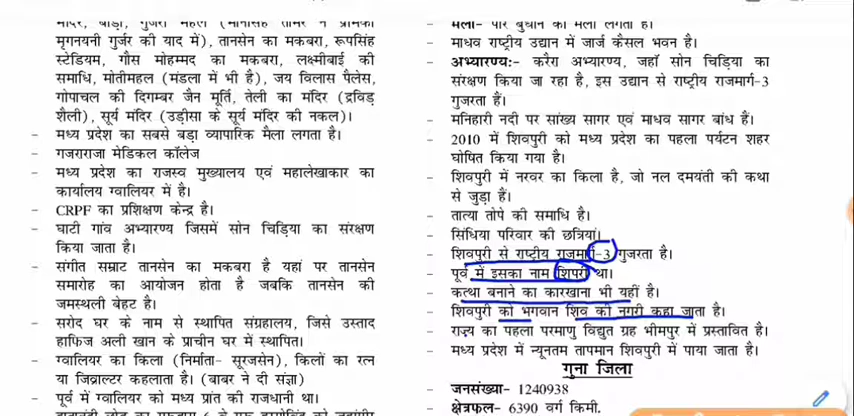 मृगनयनी गुर्जर की याद में), तानसेन का मकबरा, रूपसिंह
स्टेडियम, गौस मोहम्मद का मकबरा, लक्ष्मीबाई की
समाधि, मोतीमहल (मंडला में भी है), जय विलास पैलेस,
गोपाचल की दिगम्बर जैन मूर्ति, तेली का मंदिर (द्रविड़
शैली), सूर्य मंदिर (उड़ीसा के सूर्य मंदिर की नकल)।
- मध्य प्रदेश का सबसे बड़ा व्यापारिक मैला लगता है।
- गजराराजा मेडिकल कॉलेज
- मध्य प्रदेश का राजस्व मुख्यालय एवं महालेखाकार का
कार्यालय ग्वालियर में है।
- CRPF का प्रशिक्षण केन्द्र है।
- घाटी गांव अभ्यारण्य जिसमें सोन चिड़िया का संरक्षण
किया जाता है।
- संगीत सम्राट तानसेन का मकबरा है यहां पर तानसेन
समारोह का आयोजन होता है जबकि तानसेन की
जमस्थली बेहट है।
- सरोद घर के नाम से स्थापित संग्रहालय, जिसे उस्ताद
हाफिज अली खान के प्राचीन घर में स्थापित।
- ग्वालियर का किला (निर्माता- सूरजसेन), किलों का रत्न
या जिब्राल्टर कहलाता है। (बाबर ने दी संज्ञा)
- पूर्व में ग्वालियर को मध्य प्रांत की राजधानी था।
मेला- पीर बुधान का मेला लगता है।
- माधव राष्ट्रीय उद्यान में जार्ज कैसल भवन है।
- अभ्यारण्यः- करैरा अभ्यारण्य, जहाँ सोन चिड़िया का
संरक्षण किया जा रहा है, इस उद्यान से राष्ट्रीय राजमार्ग-3
गुजरता हैं।
- मनिहारी नदी पर सांख्य सागर एवं माधव सागर बांध हैं।
- 2010 में शिवपुरी को मध्य प्रदेश का पहला पर्यटन शहर
घोषित किया गया है।
- शिवपुरी में नरवर का किला है, जो नल दमयंती की कथा
से जुड़ा हैं।
- तात्या तोपे की समाधि है।
- सिंधिया परिवार की छत्रियां।
- शिवपुरी से राष्ट्रीय राजमार्ग-3 गुजरता है।
- पूर्व में इसका नाम शिपरी था।
- कत्था बनाने का कारखाना भी यहीं है।
- शिवपुरी को भगवान शिव की नगरी कहा जाता है।
- राज्य का पहला परमाणु विद्युत ग्रह भीमपुर में प्रस्तावित है।
- मध्य प्रदेश में न्यूनतम तापमान शिवपुरी में पाया जाता है।
गुना जिला
- जनसंख्या- 1240938
- क्षेत्रफल- 6390 वर्ग किमी.